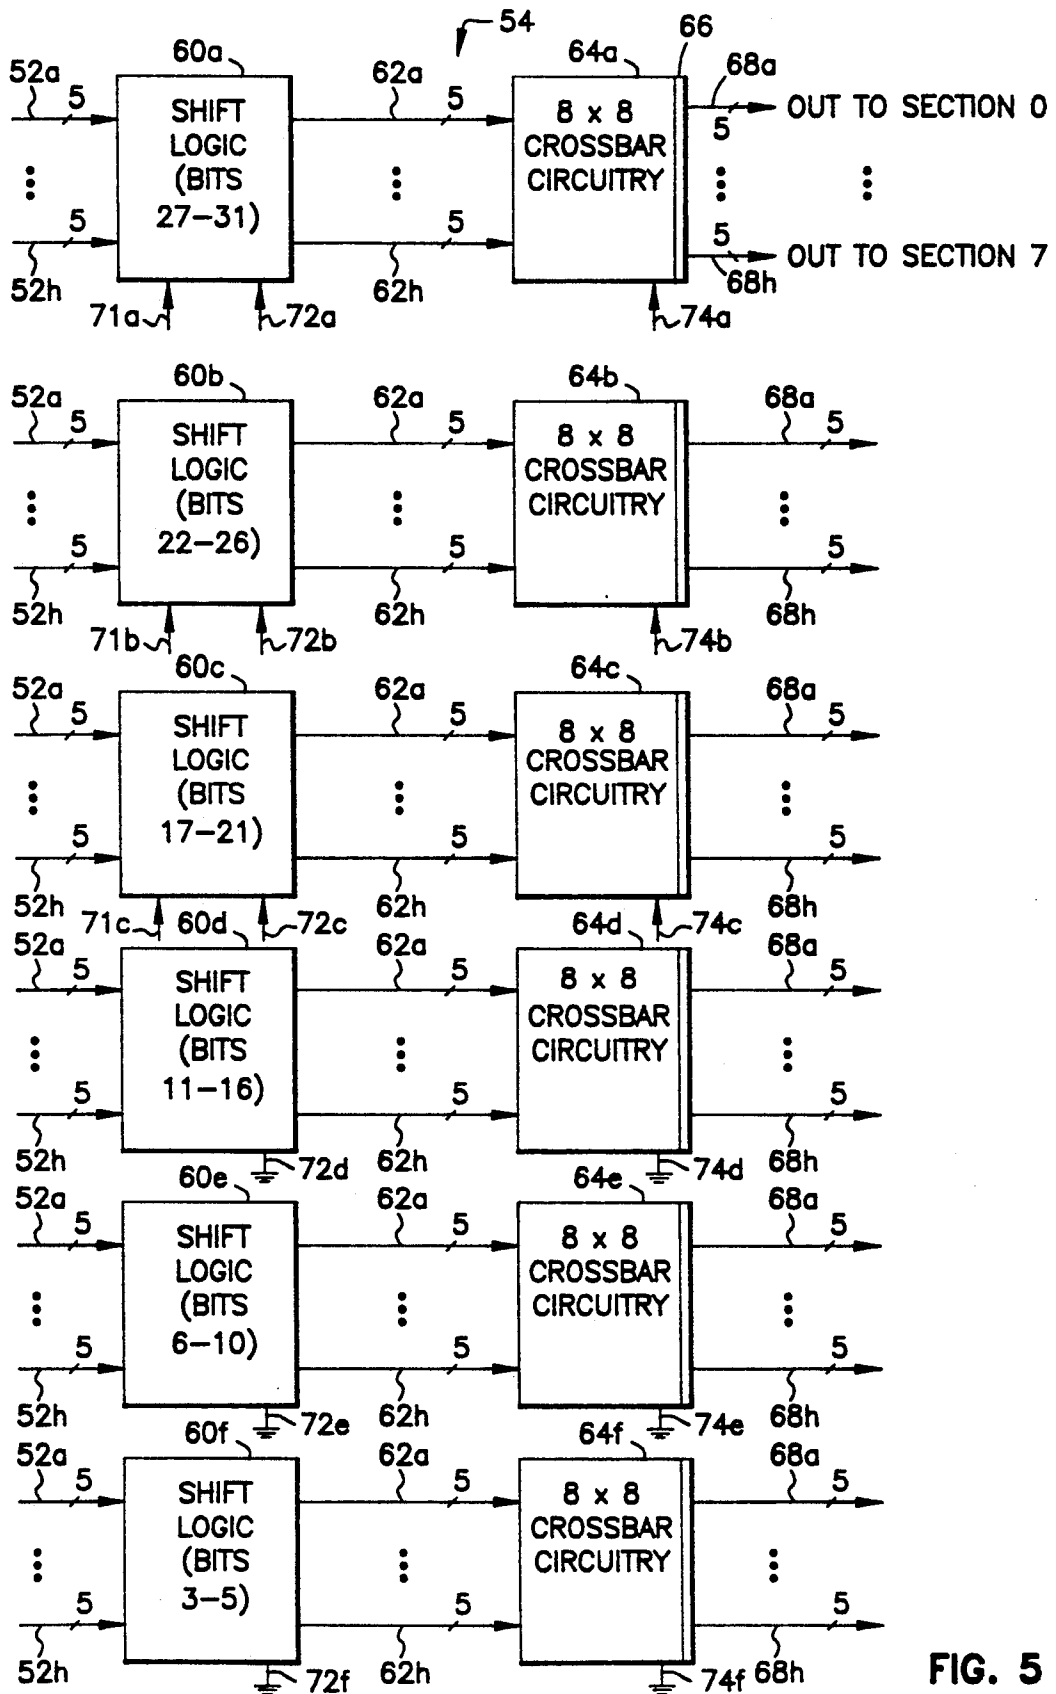 54
60a
64a
66
52a
5
62a
5
68a
SHIFT
LOGIC
(BITS
27–31)
8 x 8
CROSSBAR
CIRCUITRY
OUT TO SECTION 0
5
5
5
5
OUT TO SECTION 7
52h
62h
68h
71a
72a
74a
60b
64b
52a
5
62a
5
68a
5
SHIFT
LOGIC
(BITS
22–26)
8 x 8
CROSSBAR
CIRCUITRY
5
5
5
52h
62h
68h
71b
72b
74b
60c
64c
52a
5
62a
5
68a
5
SHIFT
LOGIC
(BITS
17–21)
8 x 8
CROSSBAR
CIRCUITRY
5
5
5
52h
62h
68h
71c
72c
74c
60d
64d
52a
5
62a
5
68a
5
SHIFT
LOGIC
(BITS
11–16)
8 x 8
CROSSBAR
CIRCUITRY
5
5
5
52h
62h
68h
72d
74d
60e
64e
52a
5
62a
5
68a
5
SHIFT
LOGIC
(BITS
6–10)
8 x 8
CROSSBAR
CIRCUITRY
5
5
5
52h
62h
68h
72e
74e
60f
64f
52a
5
62a
5
68a
5
SHIFT
LOGIC
(BITS
3–5)
8 x 8
CROSSBAR
CIRCUITRY
5
5
5
52h
62h
68h
72f
74f
FIG. 5